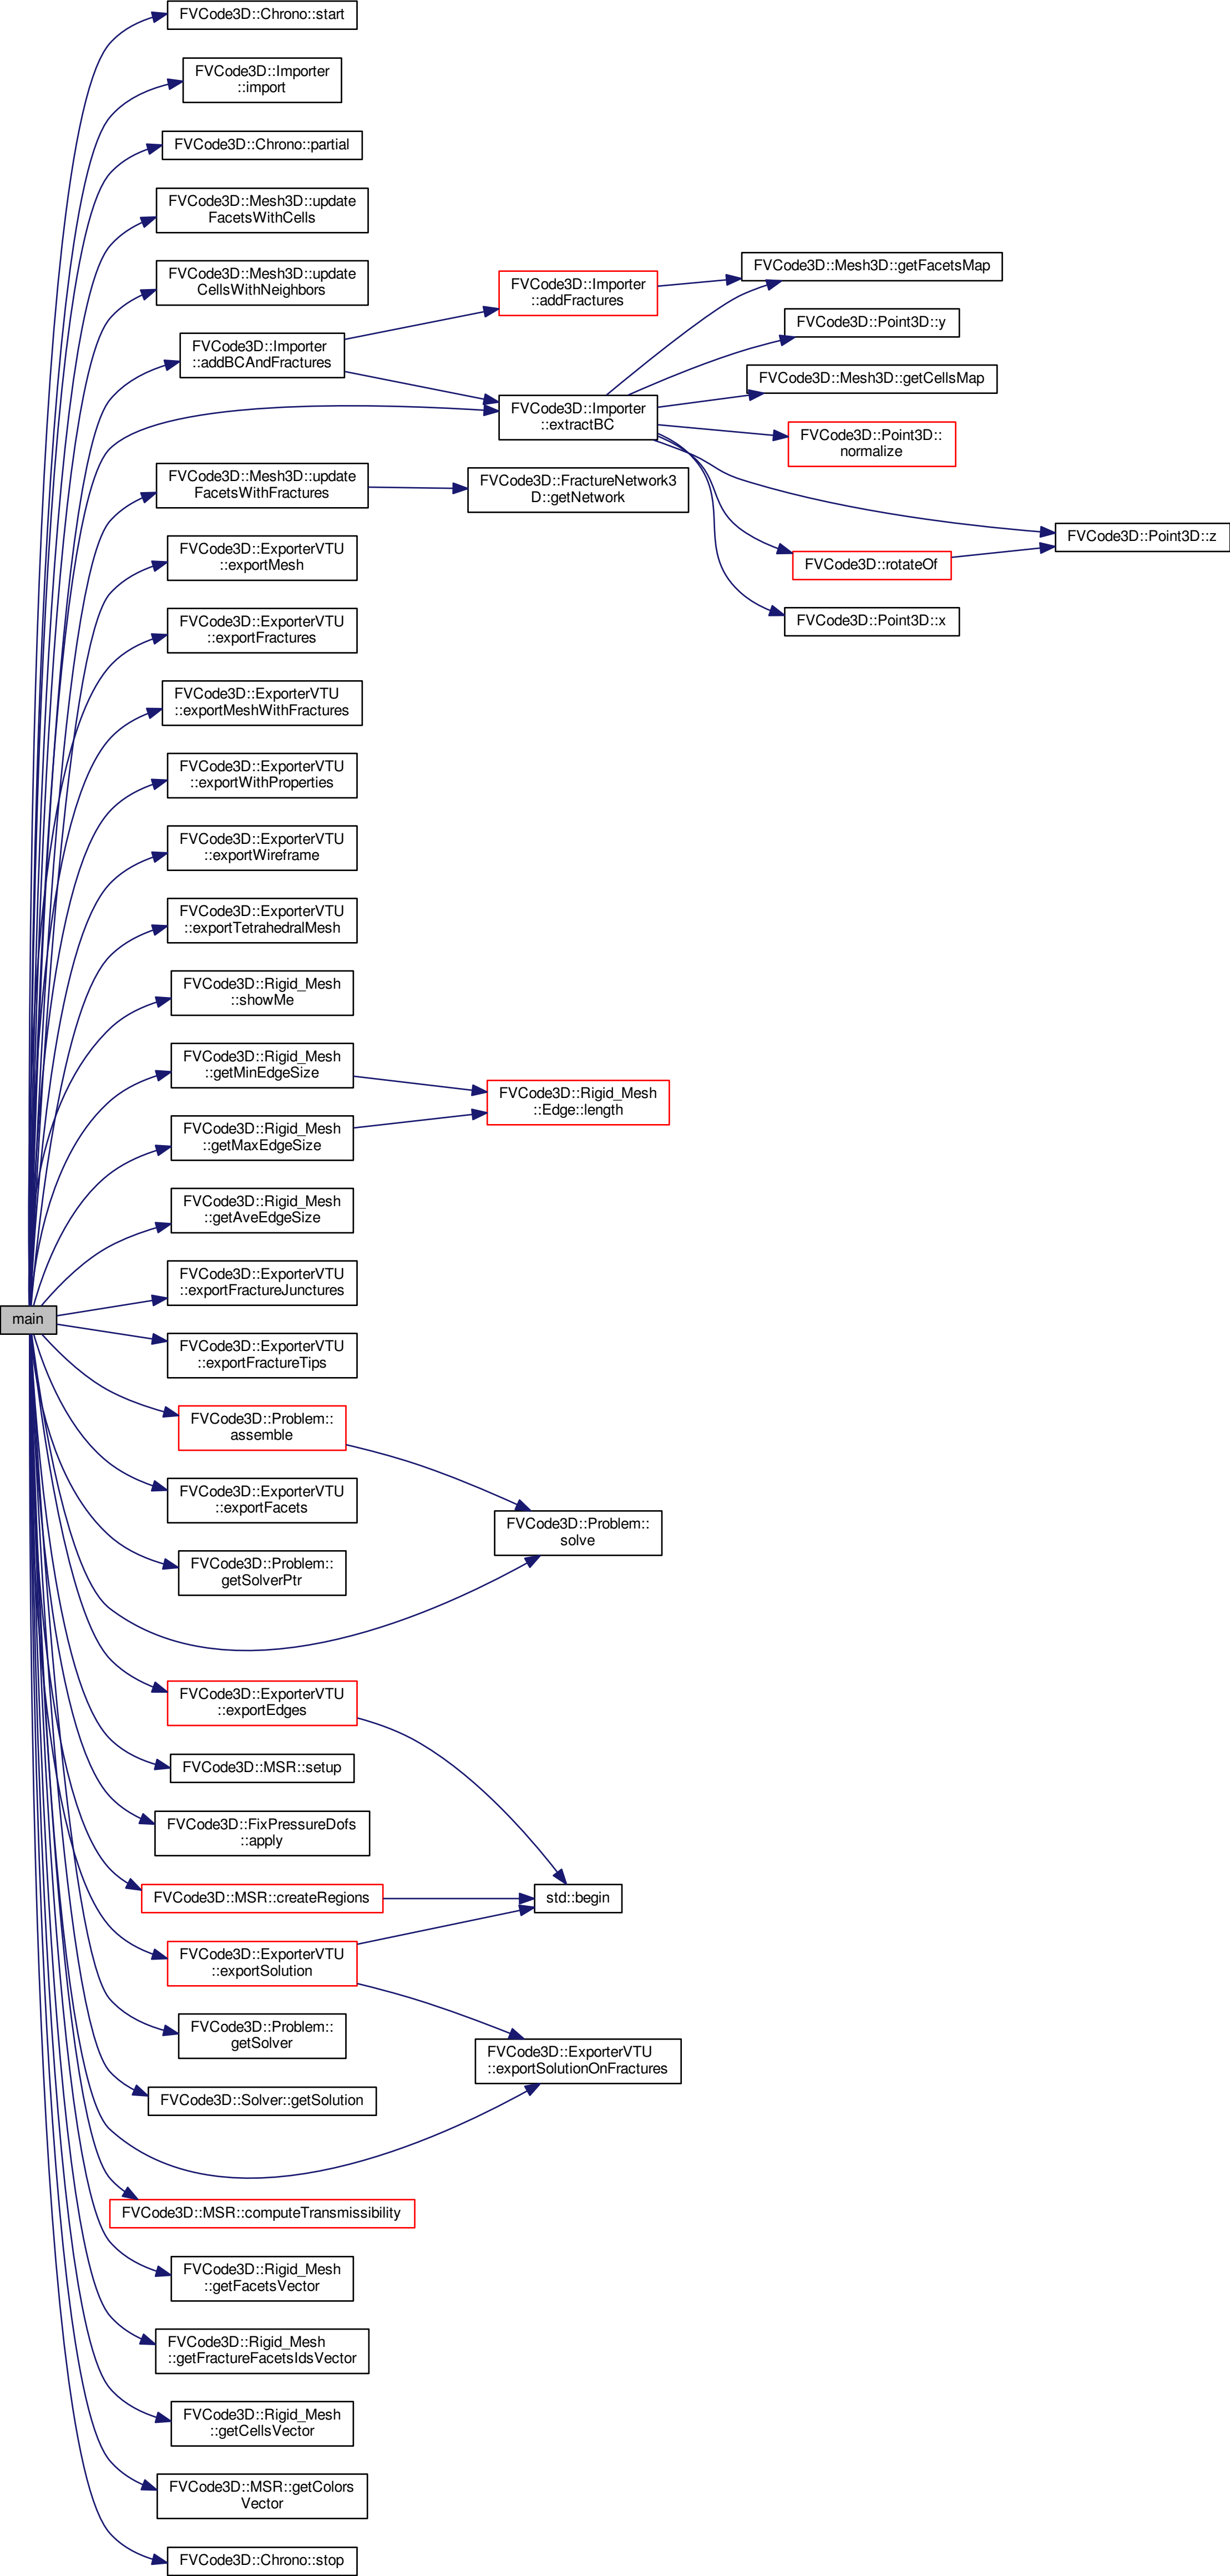 FVCode3D::Chrono::start
FVCode3D::Importer
::import
FVCode3D::Chrono::partial
FVCode3D::Mesh3D::update
FacetsWithCells
FVCode3D::Mesh3D::update
CellsWithNeighbors
FVCode3D::Importer
::addBCAndFractures
FVCode3D::Importer
::addFractures
FVCode3D::Mesh3D::getFacetsMap
FVCode3D::Point3D::y
FVCode3D::Mesh3D::getCellsMap
FVCode3D::Importer
::extractBC
FVCode3D::Point3D::
normalize
FVCode3D::Mesh3D::update
FacetsWithFractures
FVCode3D::FractureNetwork3
D::getNetwork
FVCode3D::Point3D::z
FVCode3D::rotateOf
FVCode3D::Point3D::x
FVCode3D::ExporterVTU
::exportMesh
FVCode3D::ExporterVTU
::exportFractures
FVCode3D::ExporterVTU
::exportMeshWithFractures
FVCode3D::ExporterVTU
::exportWithProperties
FVCode3D::ExporterVTU
::exportWireframe
FVCode3D::ExporterVTU
::exportTetrahedralMesh
FVCode3D::Rigid_Mesh
::showMe
FVCode3D::Rigid_Mesh
::getMinEdgeSize
FVCode3D::Rigid_Mesh
::Edge::length
FVCode3D::Rigid_Mesh
::getMaxEdgeSize
FVCode3D::Rigid_Mesh
::getAveEdgeSize
FVCode3D::ExporterVTU
::exportFractureJunctures
main
FVCode3D::ExporterVTU
::exportFractureTips
FVCode3D::Problem::
assemble
FVCode3D::ExporterVTU
::exportFacets
FVCode3D::Problem::
solve
FVCode3D::Problem::
getSolverPtr
FVCode3D::ExporterVTU
::exportEdges
FVCode3D::MSR::setup
FVCode3D::FixPressureDofs
::apply
FVCode3D::MSR::createRegions
std::begin
FVCode3D::ExporterVTU
::exportSolution
FVCode3D::Problem::
getSolver
FVCode3D::ExporterVTU
::exportSolutionOnFractures
FVCode3D::Solver::getSolution
FVCode3D::MSR::computeTransmissibility
FVCode3D::Rigid_Mesh
::getFacetsVector
FVCode3D::Rigid_Mesh
::getFractureFacetsIdsVector
FVCode3D::Rigid_Mesh
::getCellsVector
FVCode3D::MSR::getColors
Vector
FVCode3D::Chrono::stop